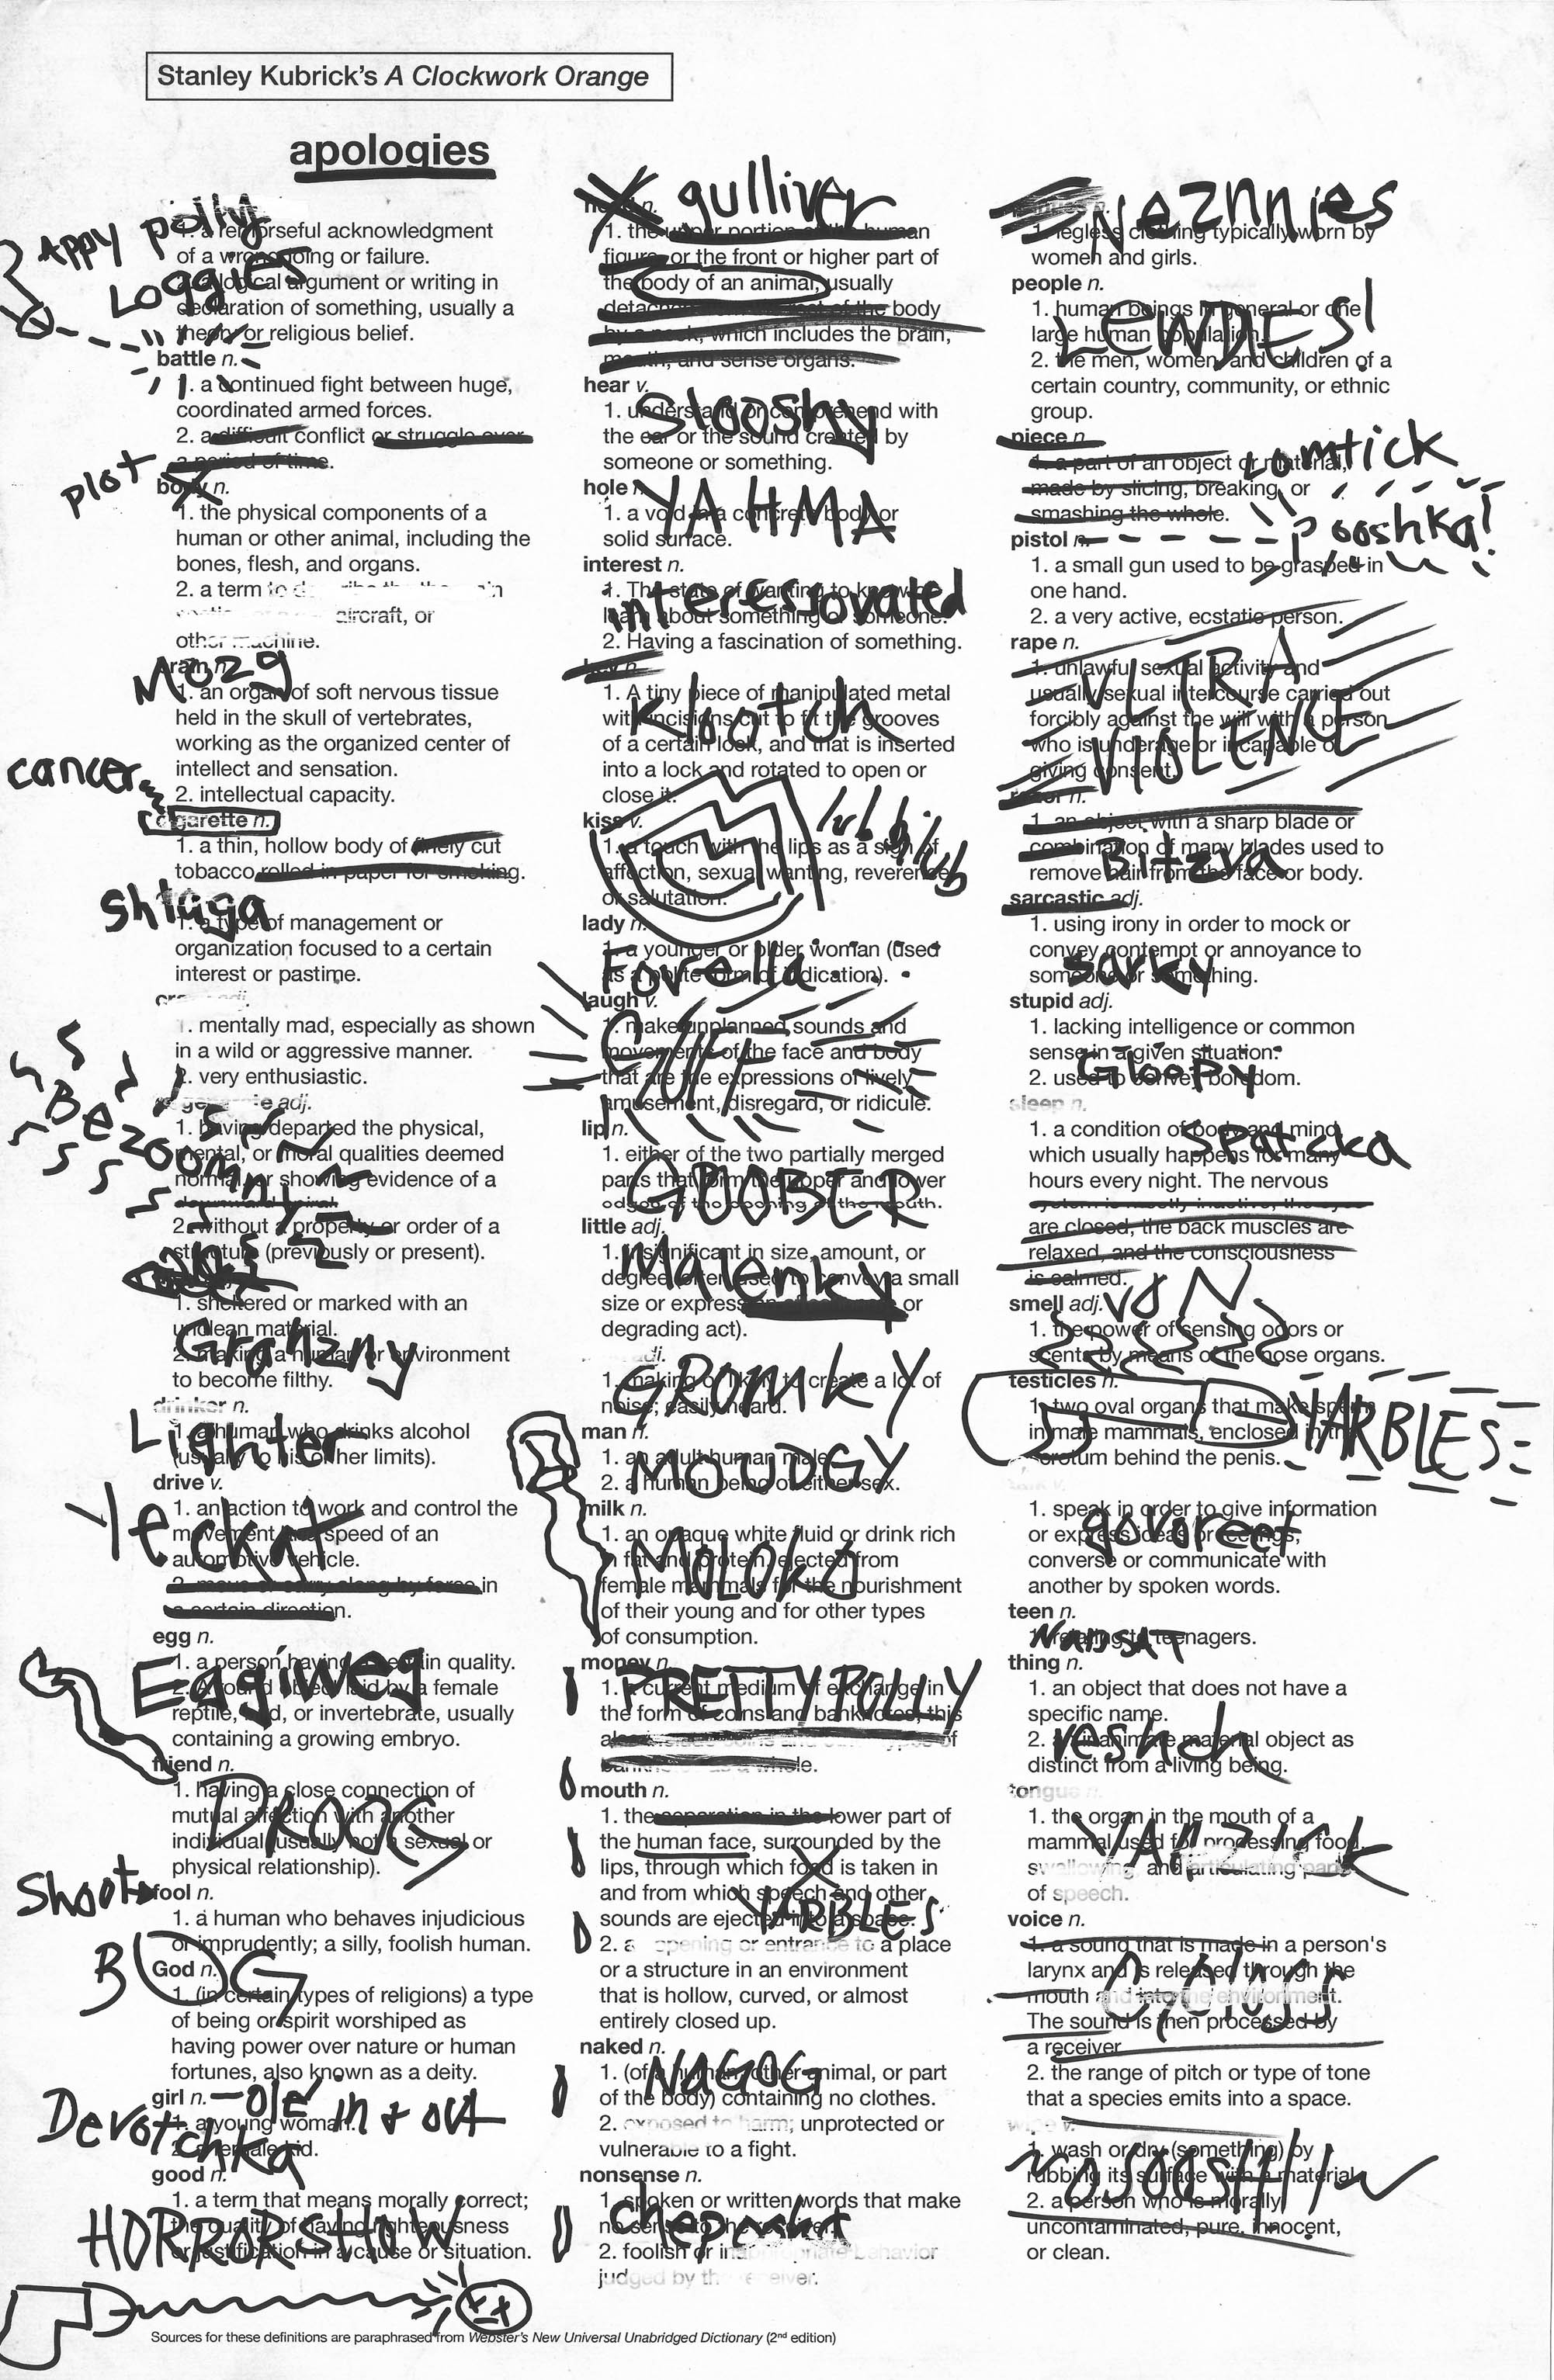 Stanley Kubrick's A Clockwork Orange
apologies
Appy polly
Loggies
1. a remorseful acknowledgment
of a wrongdoing or failure.
2. a logical argument or writing in
declaration of something, usually a
theory or religious belief.
battle n.
1. a continued fight between huge,
coordinated armed forces.
2. a difficult conflict or struggle over
a period of time.
plot
body n.
1. the physical components of a
human or other animal, including the
bones, flesh, and organs.
2. a term to describe the
aircraft, or
other machine.
Mozg
brain n.
1. an organ of soft nervous tissue
held in the skull of vertebrates,
working as the organized center of
intellect and sensation.
2. intellectual capacity.
cancer
cigarette n.
1. a thin, hollow body of finely cut
tobacco rolled in paper for smoking.
Shlaga
1. a type of management or
organization focused to a certain
interest or pastime.
adj.
1. mentally mad, especially as shown
in a wild or aggressive manner.
2. very enthusiastic.
Bezoomny
adj.
1. having departed the physical,
mental, or moral qualities deemed
normal, or showing evidence of a
downward spiral.
2. without a property or order of a
structure (previously or present).
1. sheltered or marked with an
unclean material.
2. making a human or environment
to become filthy.
Grahzny
drinker n.
Lighter
1. a human who drinks alcohol
(usually to his or her limits).
drive v.
Yeckat
1. an action to work and control the
movement and speed of an
automotive vehicle.
2. move or carry along by force in
a certain direction.
egg n.
Eggiweg
1. a person having a certain quality.
2. A round object laid by a female
reptile, bird, or invertebrate, usually
containing a growing embryo.
friend n.
DROOG
1. having a close connection of
mutual affection with another
individual (usually not a sexual or
physical relationship).
Shoot
fool n.
1. a human who behaves injudicious
or imprudently; a silly, foolish human.
BOG
God n.
1. (in certain types of religions) a type
of being or spirit worshiped as
having power over nature or human
fortunes, also known as a deity.
girl n. -ole in + out
Devotchka
1. a young woman.
2. a female kid.
good n.
1. a term that means morally correct;
the quality of having righteousness
or justification in a cause or situation.
HORRORSHOW
gulliver
head n.
1. the upper portion of the human
figure, or the front or higher part of
the body of an animal, usually
detached from the rest of the body
by a neck, which includes the brain,
mouth, and sense organs.
hear v.
Slooshy
1. understand or comprehend with
the ear or the sound created by
someone or something.
hole n.
YAHMA
1. a void in a concrete body or
solid surface.
interest n.
interessovated
1. The state of wanting to know or
learn about something or someone.
2. Having a fascination of something.
key n.
Klootch
1. A tiny piece of manipulated metal
with incisions cut to fit the grooves
of a certain lock, and that is inserted
into a lock and rotated to open or
close it.
kiss v.
lubbilub
1. a touch with the lips as a sign of
affection, sexual wanting, reverence,
or salutation.
lady n.
Forella
1. a younger or older woman (used
as a polite form of indication).
laugh v.
GUFF
1. make unplanned sounds and
movements of the face and body
that are the expressions of lively
amusement, disregard, or ridicule.
lip n.
GOOBER
1. either of the two partially merged
parts that form the upper and lower
edges of the opening of the mouth.
little adj.
Malenky
1. insignificant in size, amount, or
degree (often used to convey a small
size or expression or
degrading act).
adj.
GROMKY
1. making or likely to create a lot of
noise; easily heard.
man n.
MOLODGY
1. an adult human male.
2. a human being of either sex.
milk n.
MOLOKO
1. an opaque white fluid or drink rich
in fat and protein, ejected from
female mammals for the nourishment
of their young and for other types
of consumption.
money n.
PRETTY POLLY
1. a current medium of exchange in
the form of coins and banknotes; this
also includes coins and other types of
banknotes as a whole.
mouth n.
1. the separation in the lower part of
the human face, surrounded by the
lips, through which food is taken in
and from which speech and other
sounds are ejected into a space.
YARBLES
2. a opening or entrance to a place
or a structure in an environment
that is hollow, curved, or almost
entirely closed up.
naked n.
NAGOG
1. (of a human, other animal, or part
of the body) containing no clothes.
2. exposed to harm; unprotected or
vulnerable to a fight.
nonsense n.
1. spoken or written words that make
no sense to the receiver.
2. foolish or inappropriate behavior
judged by the receiver.
Neznnies
panties n.
1. legless clothing typically worn by
women and girls.
people n.
LEWDIES!
1. human beings in general or one
large human population.
2. the men, women, and children of a
certain country, community, or ethnic
group.
piece n.
Lomtick
1. a part of an object or material,
made by slicing, breaking, or
smashing the whole.
pooshka!
pistol n.
1. a small gun used to be grasped in
one hand.
2. a very active, ecstatic person.
rape n.
ULTRA
VIOLENCE
1. unlawful sexual activity and
usually sexual intercourse carried out
forcibly against the will with a person
who is underage or incapable of
giving consent.
razor n.
Bitzva
1. an object with a sharp blade or
combination of many blades used to
remove hair from the face or body.
sarcastic adj.
sarky
1. using irony in order to mock or
convey contempt or annoyance to
someone or something.
stupid adj.
1. lacking intelligence or common
sense in a given situation.
Gloopy
2. used to convey boredom.
sleep n.
Spatcka
1. a condition of body and mind
which usually happens for many
hours every night. The nervous
system is mostly inactive, the
are closed, the back muscles are
relaxed, and the consciousness
is calmed.
smell adj. VON
1. the power of sensing odors or
scents by means of the nose organs.
testicles n.
YARBLES
1. two oval organs that make sperm
in male mammals, enclosed in the
scrotum behind the penis.
1. speak in order to give information
or express ideas or feelings;
govoreet
converse or communicate with
another by spoken words.
teen n.
NADSAT
1. relating to teenagers.
thing n.
1. an object that does not have a
specific name.
reshch
2. an inanimate material object as
distinct from a living being.
tongue n.
YAHZICK
1. the organ in the mouth of a
mammal used for processing food,
swallowing, and articulating part
of speech.
voice n.
1. a sound that is made in a person's
larynx and is released through the
mouth and into the environment.
The sound is then processed by
a receiver
2. the range of pitch or type of tone
that a species emits into a space.
wipe v.
1. wash or dry (something) by
rubbing its surface with a material
2. a person who is morally
uncontaminated, pure, innocent,
or clean.
Sources for these definitions are paraphrased from Webster's New Universal Unabridged Dictionary (2nd edition)